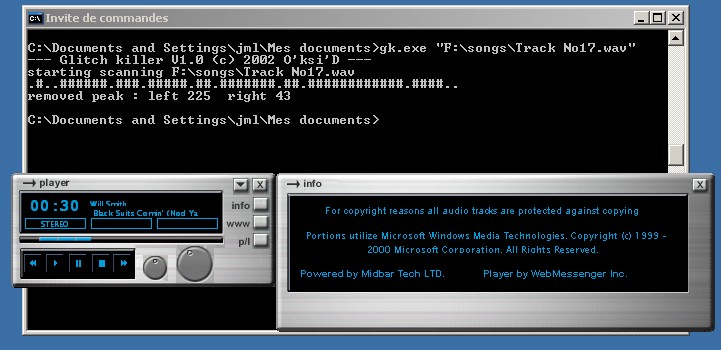 Invite de commandes
C:\Documents and Settings\jml\Mes documents>gk.exe "F:\songs\Track No17.wav"
--- Glitch killer V1.0 (c) 2002 O'ksi'D ---
starting scanning F:\songs\Track No17.wav
.#..######.###.#####.##.#######.##.############.####..
removed peak : left 225 right 43
C:\Documents and Settings\jml\Mes documents>
player
00:30
Will Smith
Black Suits Comin' (Nod Ya
STEREO
info
www
p/l
info
For copyright reasons all audio tracks are protected against copying
Portions utilize Microsoft Windows Media Technologies. Copyright (c) 1999 -
2000 Microsoft Corporation. All Rights Reserved.
Powered by Midbar Tech LTD. Player by WebMessenger Inc.